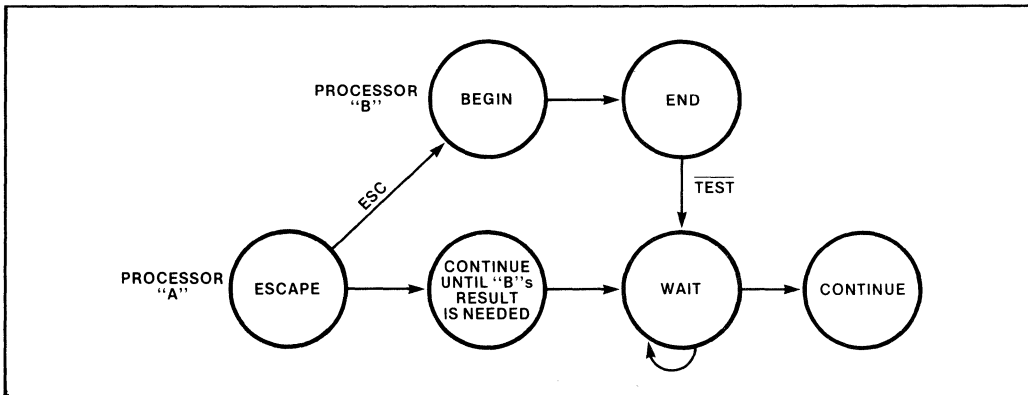 PROCESSOR
"B"
BEGIN
END
ESC
TEST
PROCESSOR
"A"
ESCAPE
CONTINUE
UNTIL "B"s
RESULT
IS NEEDED
WAIT
CONTINUE